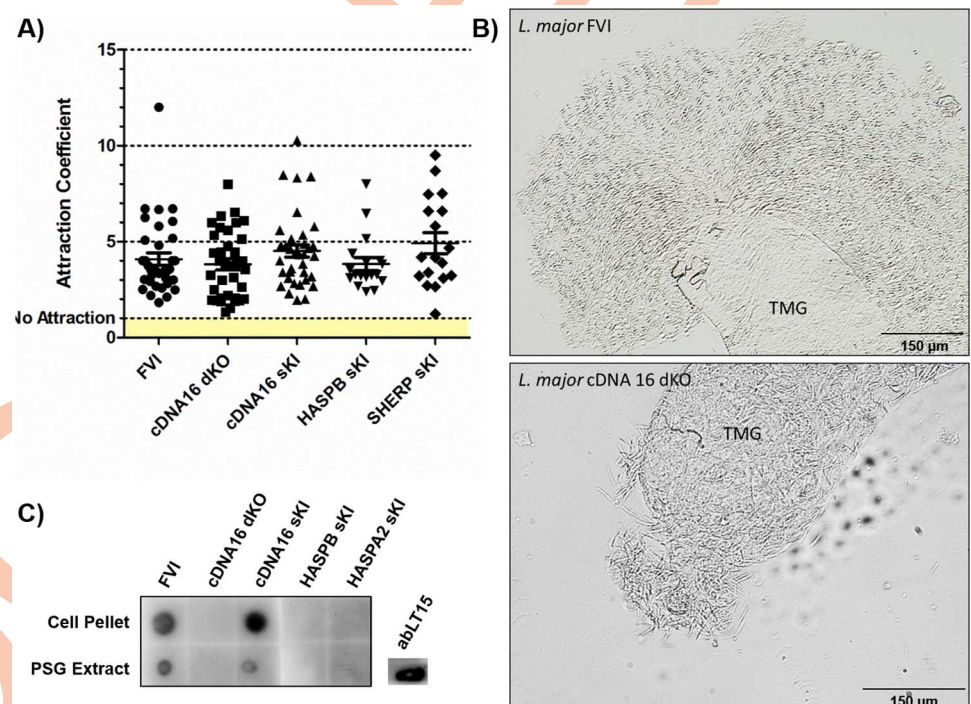 A)
15
10
5
0
Attraction Coefficient
No Attraction
FVI
cDNA16 dKO
cDNA16 sKI
HASPB sKI
SHERP sKI
B)
L. major FVI
TMG
150 µm
L. major cDNA 16 dKO
TMG
150 µm
C)
FVI
cDNA16 dKO
cDNA16 sKI
HASPB sKI
HASPA2 sKI
Cell Pellet
PSG Extract
abLT15